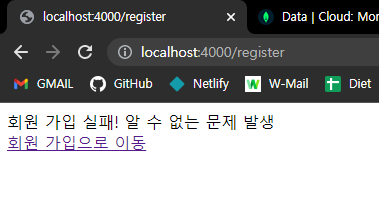 localhost:4000/register
Data | Cloud: Mon
localhost:4000/register
GMAIL
GitHub
Netlify
W-Mail
Diet
회원 가입 실패! 알 수 없는 문제 발생
회원 가입으로 이동